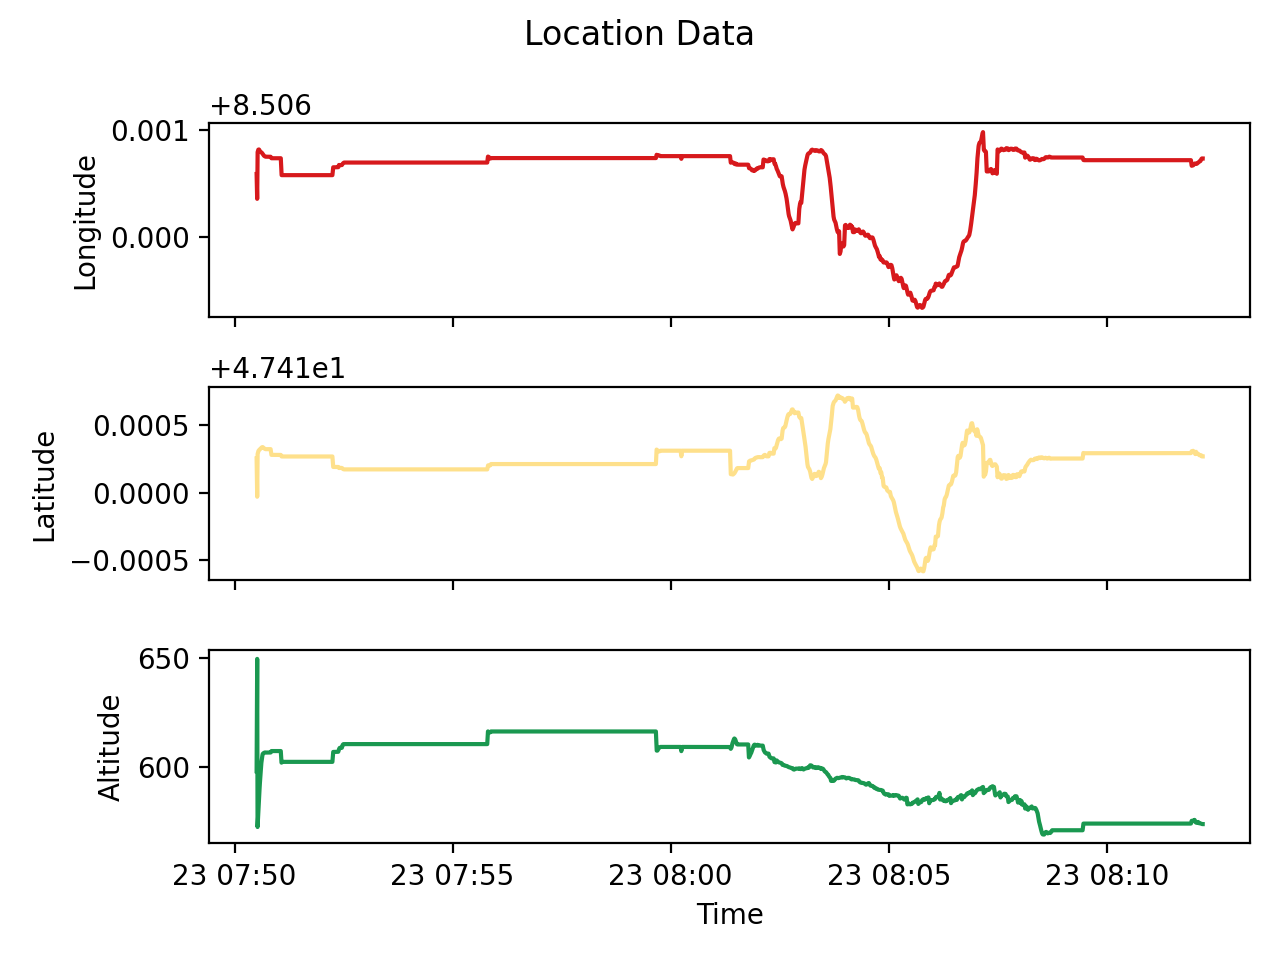 Location Data
+8.506
0.001
0.000
Longitude
+4.741e1
0.0005
0.0000
−0.0005
Latitude
650
600
Altitude
23 07:50 23 07:55 23 08:00 23 08:05 23 08:10
Time